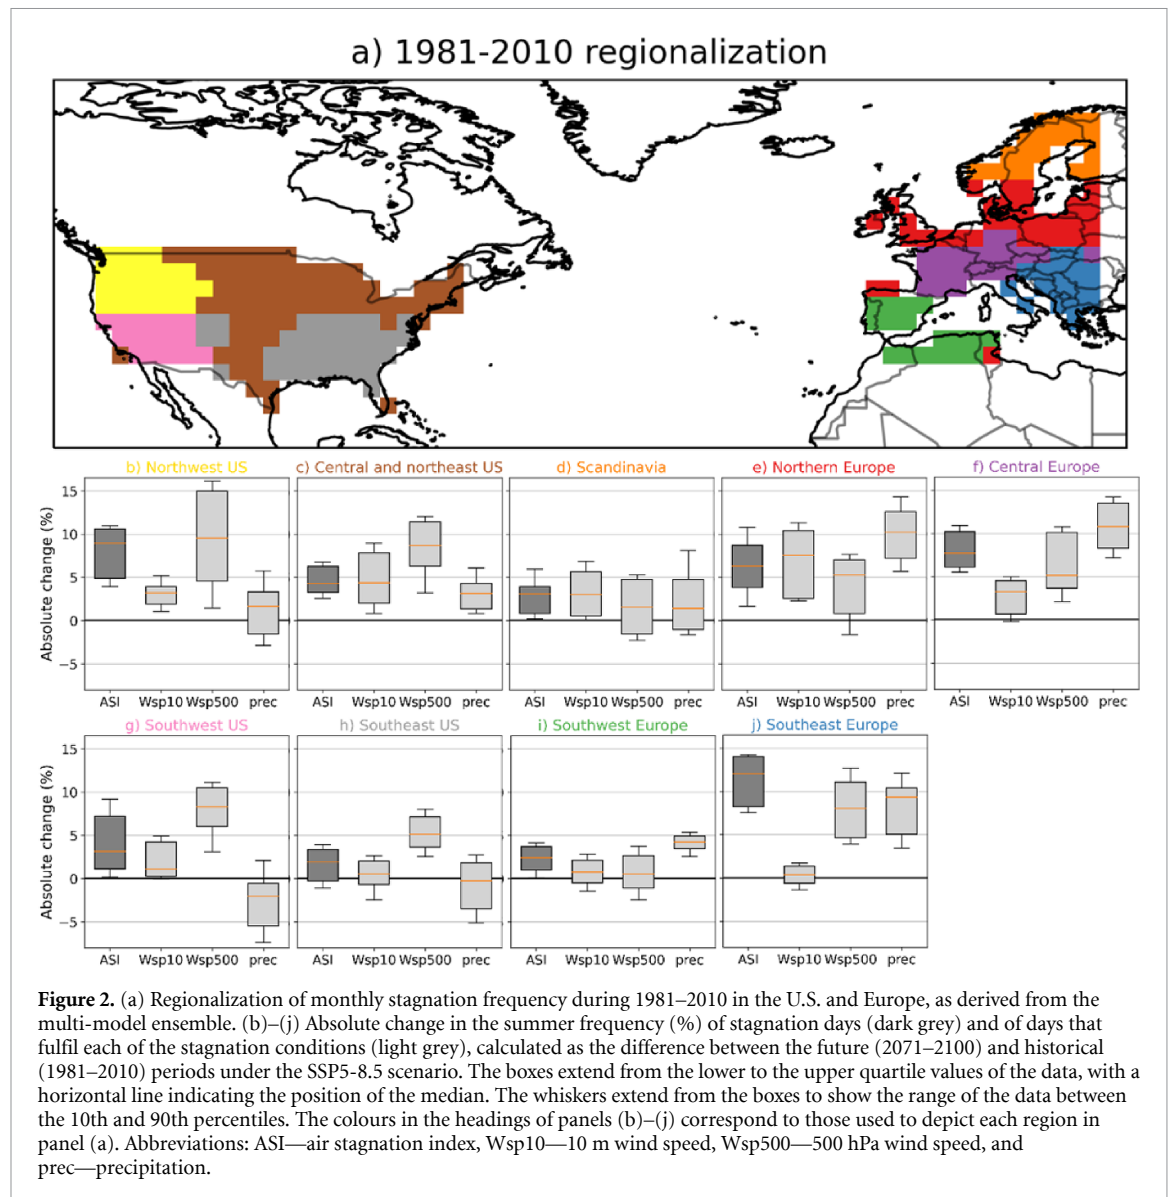 a) 1981-2010 regionalization
b) Northwest US
c) Central and northeast US
d) Scandinavia
e) Northern Europe
f) Central Europe
Absolute change (%)
15
10
5
0
−5
ASI Wsp10 Wsp500 prec
ASI Wsp10 Wsp500 prec
ASI Wsp10 Wsp500 prec
ASI Wsp10 Wsp500 prec
ASI Wsp10 Wsp500 prec
g) Southwest US
h) Southeast US
i) Southwest Europe
j) Southeast Europe
Absolute change (%)
15
10
5
0
−5
ASI Wsp10 Wsp500 prec
ASI Wsp10 Wsp500 prec
ASI Wsp10 Wsp500 prec
ASI Wsp10 Wsp500 prec
Figure 2. (a) Regionalization of monthly stagnation frequency during 1981–2010 in the U.S. and Europe, as derived from the
multi-model ensemble. (b)–(j) Absolute change in the summer frequency (%) of stagnation days (dark grey) and of days that
fulfil each of the stagnation conditions (light grey), calculated as the difference between the future (2071–2100) and historical
(1981–2010) periods under the SSP5-8.5 scenario. The boxes extend from the lower to the upper quartile values of the data, with a
horizontal line indicating the position of the median. The whiskers extend from the boxes to show the range of the data between
the 10th and 90th percentiles. The colours in the headings of panels (b)–(j) correspond to those used to depict each region in
panel (a). Abbreviations: ASI—air stagnation index, Wsp10—10 m wind speed, Wsp500—500 hPa wind speed, and
prec—precipitation.